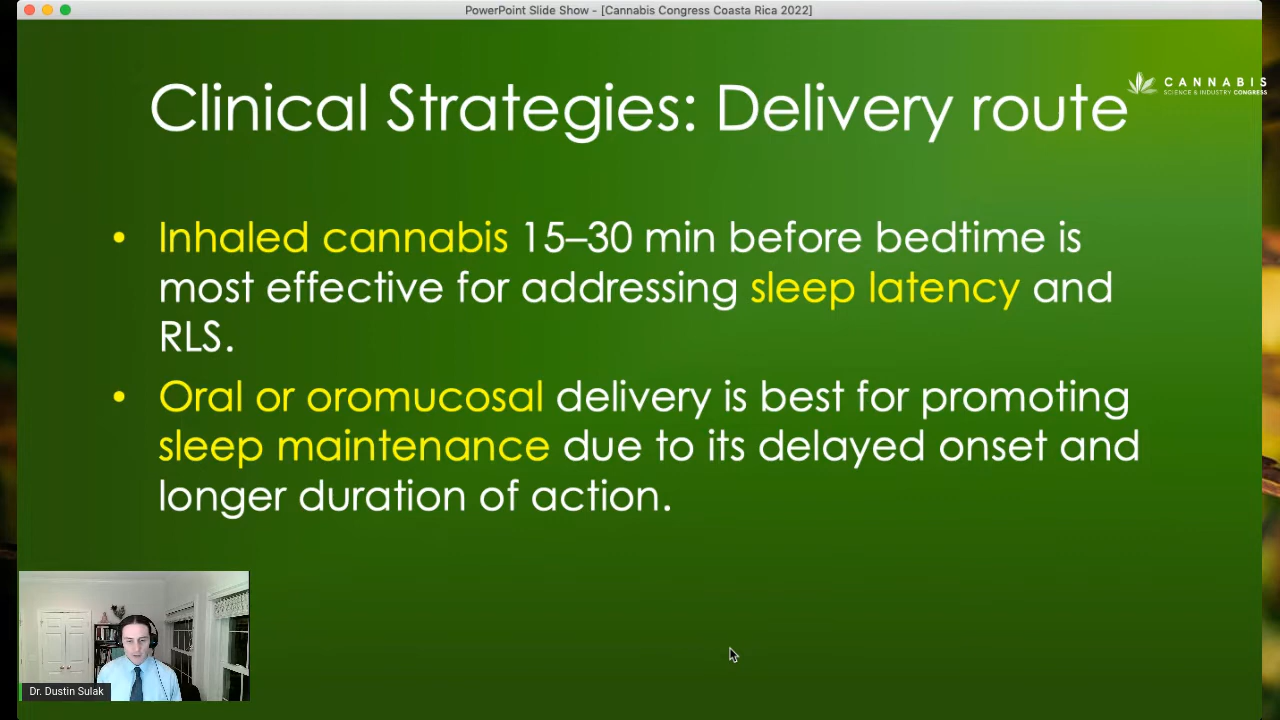 PowerPoint Slide Show - [Cannabis Congress Coasta Rica 2022]
CANNABIS
SCIENCE & INDUSTRY CONGRESS
Clinical Strategies: Delivery route
• Inhaled cannabis 15–30 min before bedtime is
most effective for addressing sleep latency and
RLS.
• Oral or oromucosal delivery is best for promoting
sleep maintenance due to its delayed onset and
longer duration of action.
Dr. Dustin Sulak